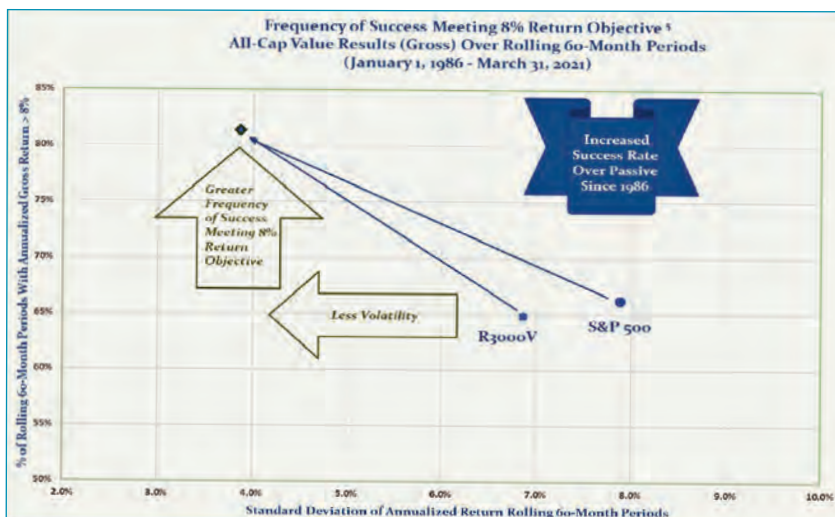 Frequency of Success Meeting 8% Return Objective ⁵
All-Cap Value Results (Gross) Over Rolling 60-Month Periods
(January 1, 1986 - March 31, 2021)
% of Rolling 60-Month Periods With Annualized Gross Return > 8%
85%
80%
75%
70%
65%
60%
55%
50%
Increased
Success Rate
Over Passive
Since 1986
Greater
Frequency
of Success
Meeting 8%
Return
Objective
Less Volatility
R3000V
S&P 500
2.0%
3.0%
4.0%
5.0%
6.0%
7.0%
8.0%
9.0%
10.0%
Standard Deviation of Annualized Return Rolling 60-Month Periods